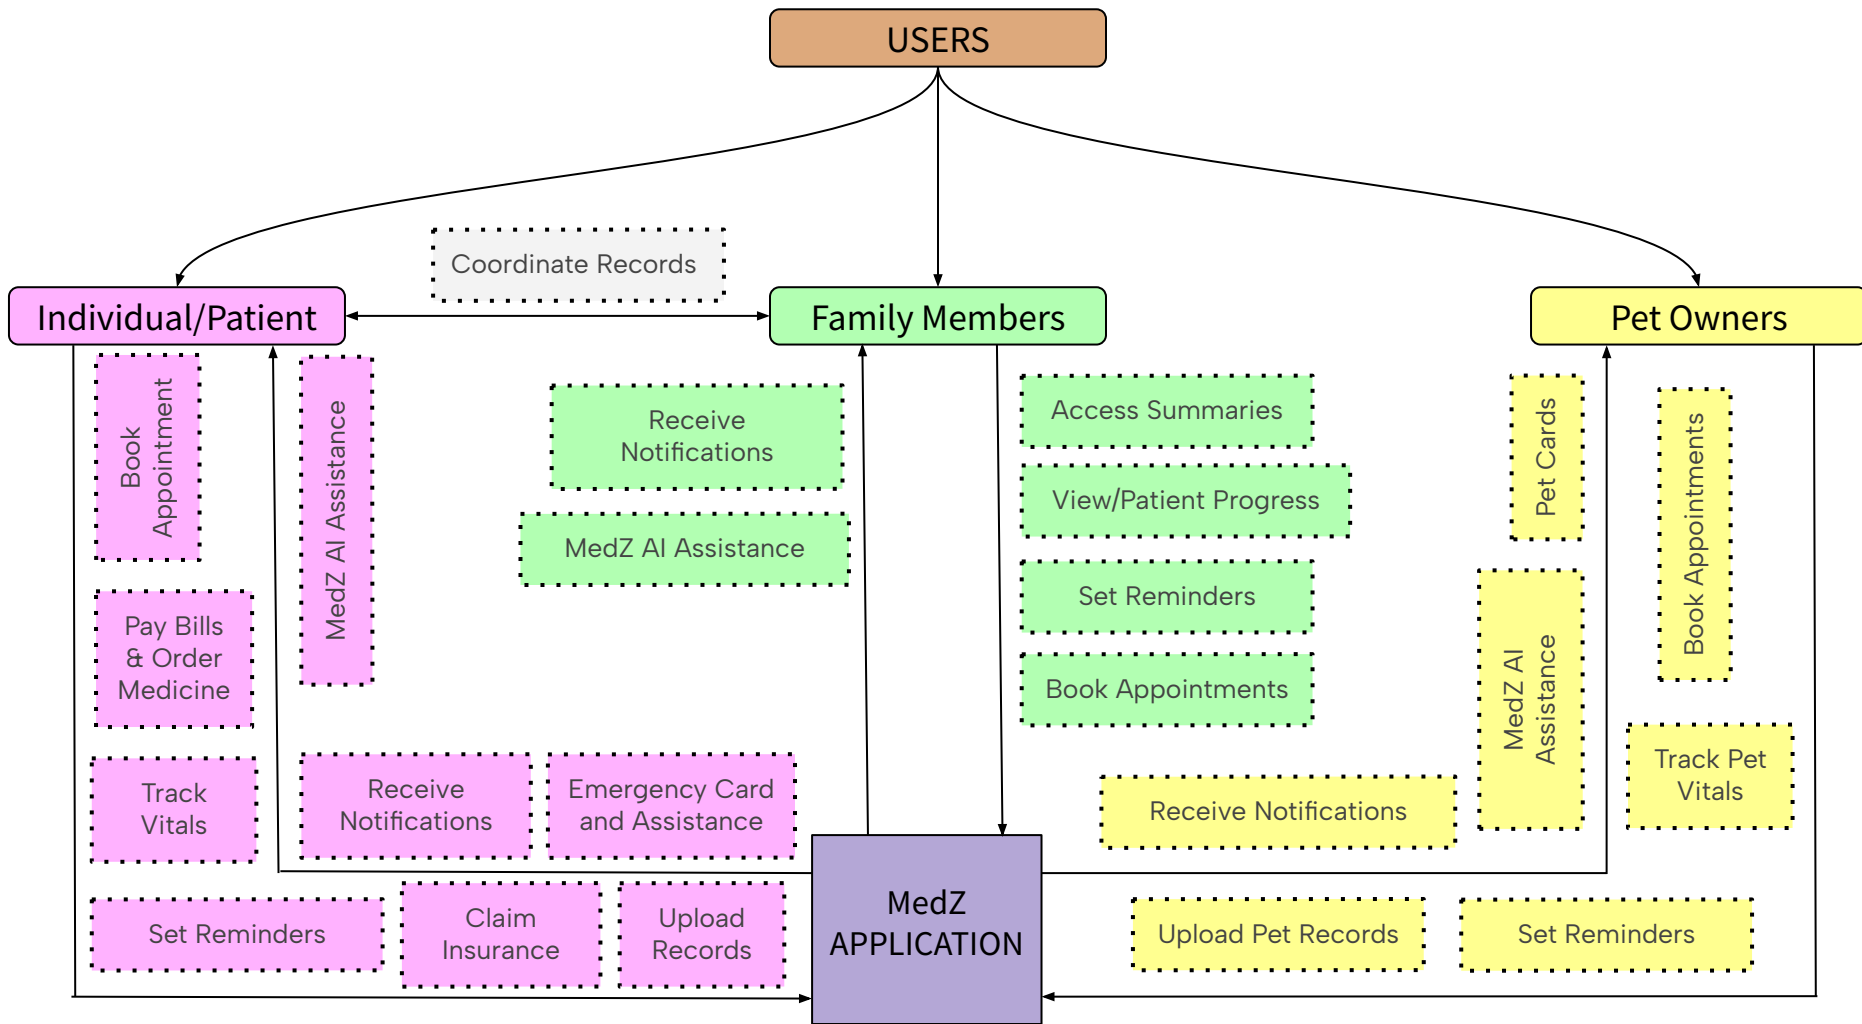 USERS
Coordinate Records
Individual/Patient
Family Members
Pet Owners
Book
Appointment
MedZ AI Assistance
Pay Bills
& Order
Medicine
Track
Vitals
Receive
Notifications
Emergency Card
and Assistance
Set Reminders
Claim
Insurance
Upload
Records
Receive
Notifications
MedZ AI Assistance
Access Summaries
View/Patient Progress
Set Reminders
Book Appointments
MedZ
APPLICATION
Pet Cards
Book Appointments
MedZ AI
Assistance
Track Pet
Vitals
Receive Notifications
Upload Pet Records
Set Reminders